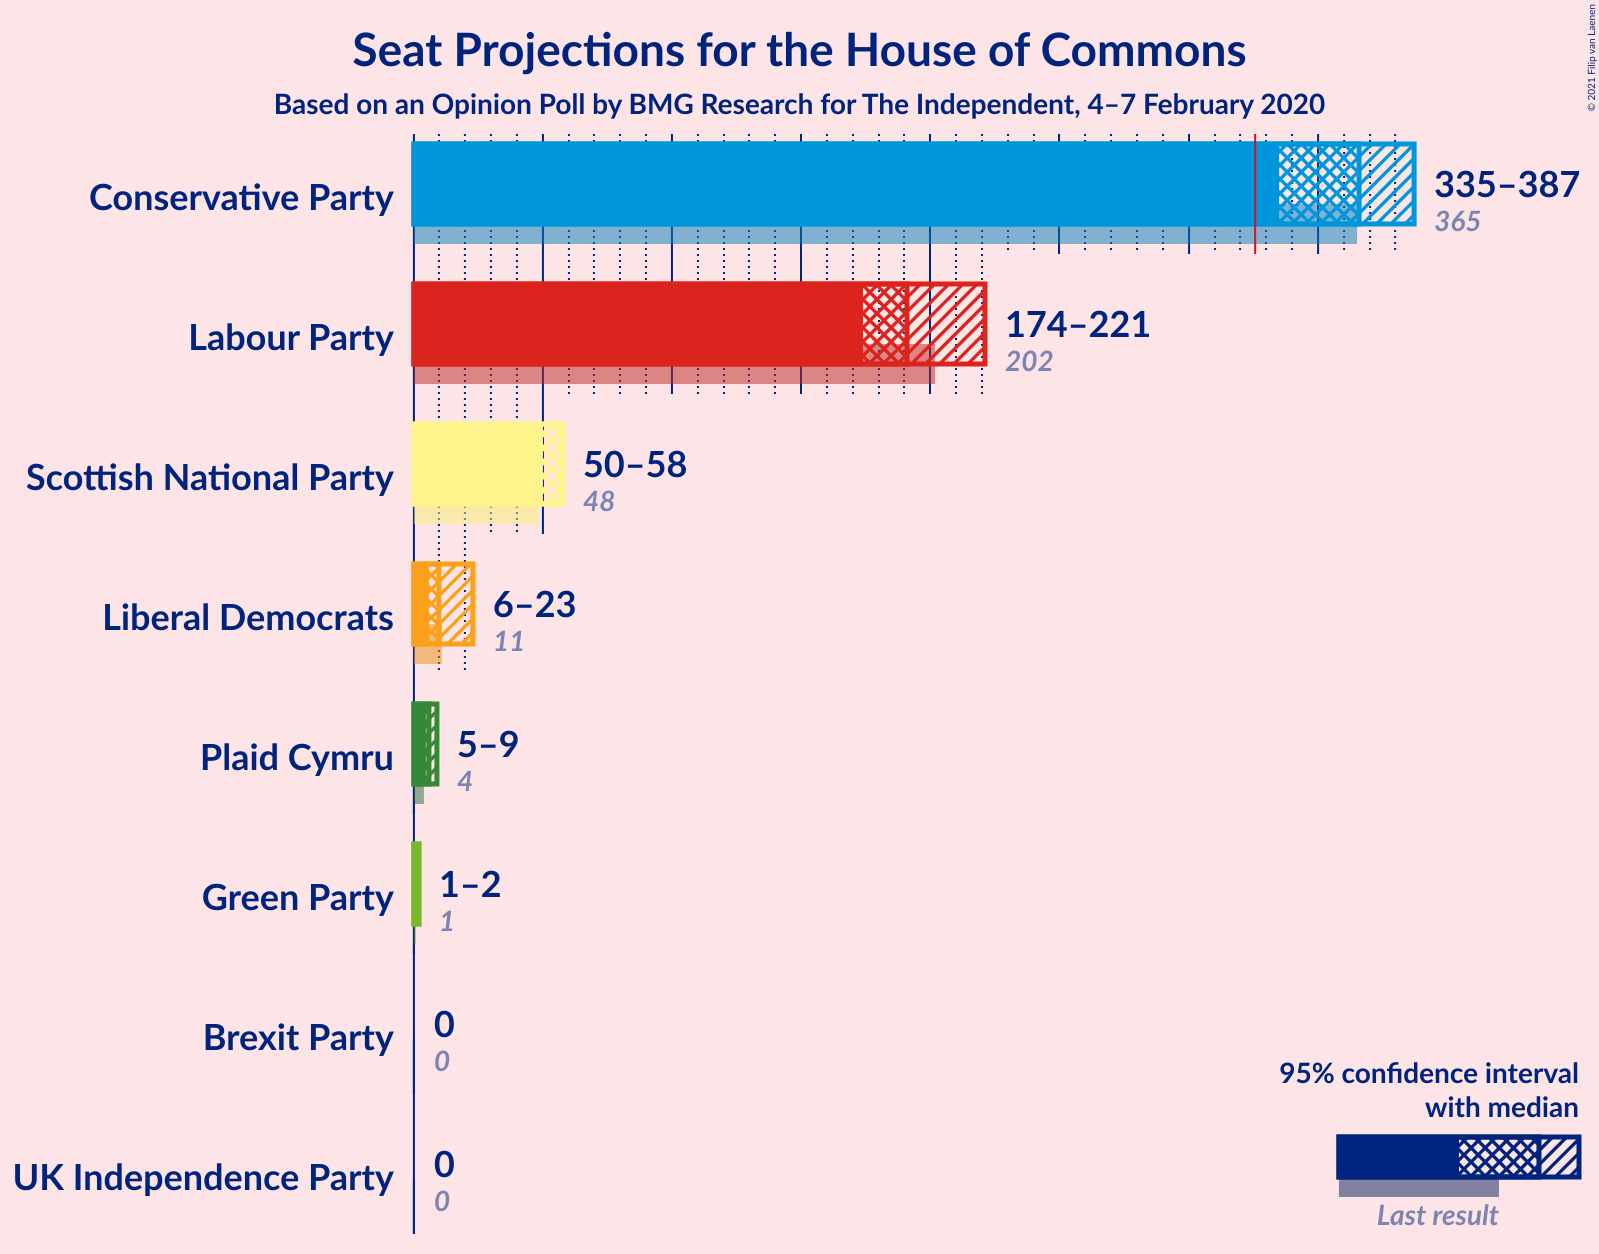 Seat Projections for the House of Commons
Based on an Opinion Poll by BMG Research for The Independent, 4–7 February 2020
© 2021 Filip van Laenen
Conservative Party
335–387
365
Labour Party
174–221
202
Scottish National Party
50–58
48
Liberal Democrats
6–23
11
Plaid Cymru
5–9
4
Green Party
1–2
1
Brexit Party
0
0
UK Independence Party
0
0
95% confidence interval
with median
Last result